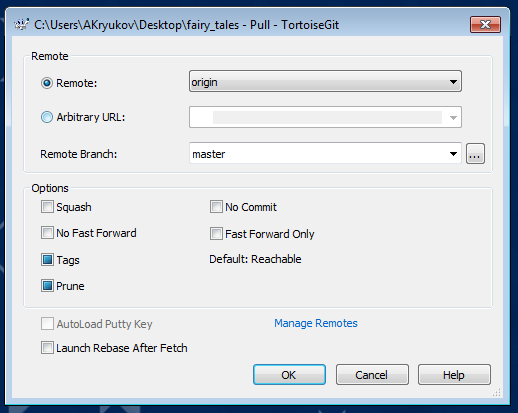 C:\Users\AKryukov\Desktop\fairy_tales - Pull - TortoiseGit
Remote
Remote: origin
Arbitrary URL:
Remote Branch: master ...
Options
Squash No Commit
No Fast Forward Fast Forward Only
Tags Default: Reachable
Prune
AutoLoad Putty Key Manage Remotes
Launch Rebase After Fetch
OK Cancel Help